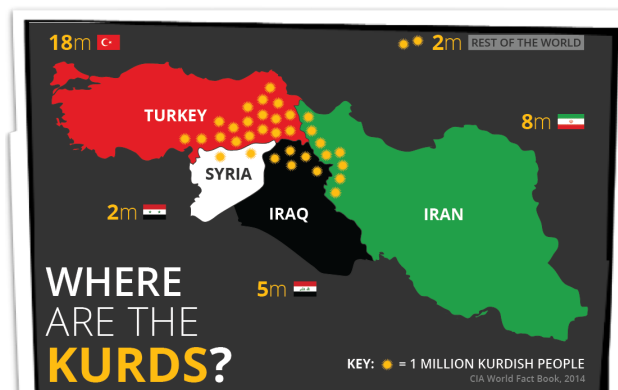 18m
2m REST OF THE WORLD
TURKEY
8m
SYRIA
2m
IRAQ
IRAN
5m
WHERE
ARE THE
KURDS?
KEY: = 1 MILLION KURDISH PEOPLE
CIA World Fact Book, 2014